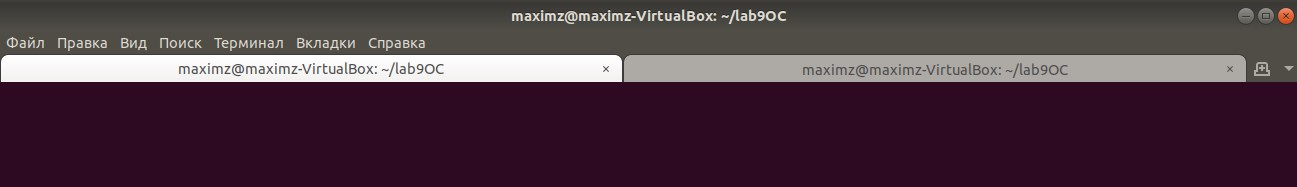 maximz@maximz-VirtualBox: ~/lab9OC
Файл Правка Вид Поиск Терминал Вкладки Справка
maximz@maximz-VirtualBox: ~/lab9OC × maximz@maximz-VirtualBox: ~/lab9OC ×